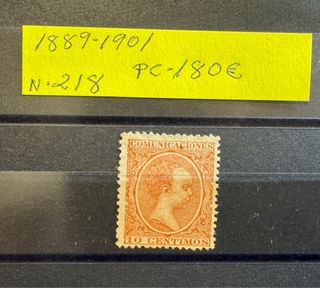 1889-1901
N.218 PC-180€
COMUNICACIONES
10 CENTIMOS